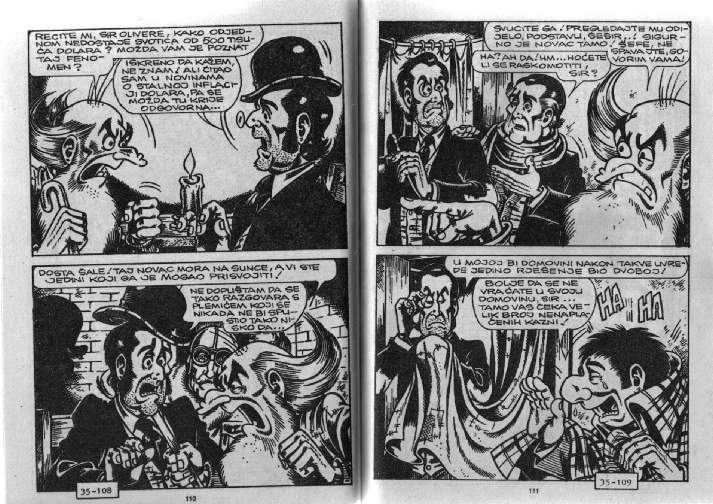 RECITE MI, SIR OLIVERE, KAKO ODJED-
NOM NEDOSTAJE SVOTICA OD 500 TISU-
ĆA DOLARA? MOŽDA VAM JE POZNAT
TAJ FENO-
MEN?
ISKRENO DA KAŽEM,
NE ZNAM! ALI ČITAO
SAM U NOVINAMA
O STALNOJ INFLACI-
JI DOLARA, PA SE
MOŽDA TU KRIJE
ODGOVOR NA...
DOSTA ŠALE! TAJ NOVAC MORA NA SUNCE, A VI STE
JEDINI KOJI GA JE MOGAO PRISVOJITI!
NE DOPUŠTAM DA SE
TAKO RAZGOVARA S
PLEMIĆEM KOJI SE
NIKADA NE BI SPU-
STIO TAKO NI-
SKO DA...
35-108
110
SVUCITE GA! PREGLEDAJTE MU ODI-
JELO, PODSTAVU, ŠEŠIR...! SIGUR-
NO JE NOVAC TAMO! ŠEFE, NE
SPAVAJTE, GO-
VORIM VAMA!
HA? AH DA! HM... HOĆETE
LI SE RASKOMOTITI
SIR?
U MOJOJ BI DOMOVINI NAKON TAKVE UVRE-
DE JEDINO RJEŠENJE BIO DVOBOJ!
BOLJE DA SE NE
VRAĆATE U SVOJU
DOMOVINU, SIR...
TAMO VAS ČEKA VE-
LIK BROJ NENAPLA-
ĆENIH KAZNI!
HA HA
35-109
111